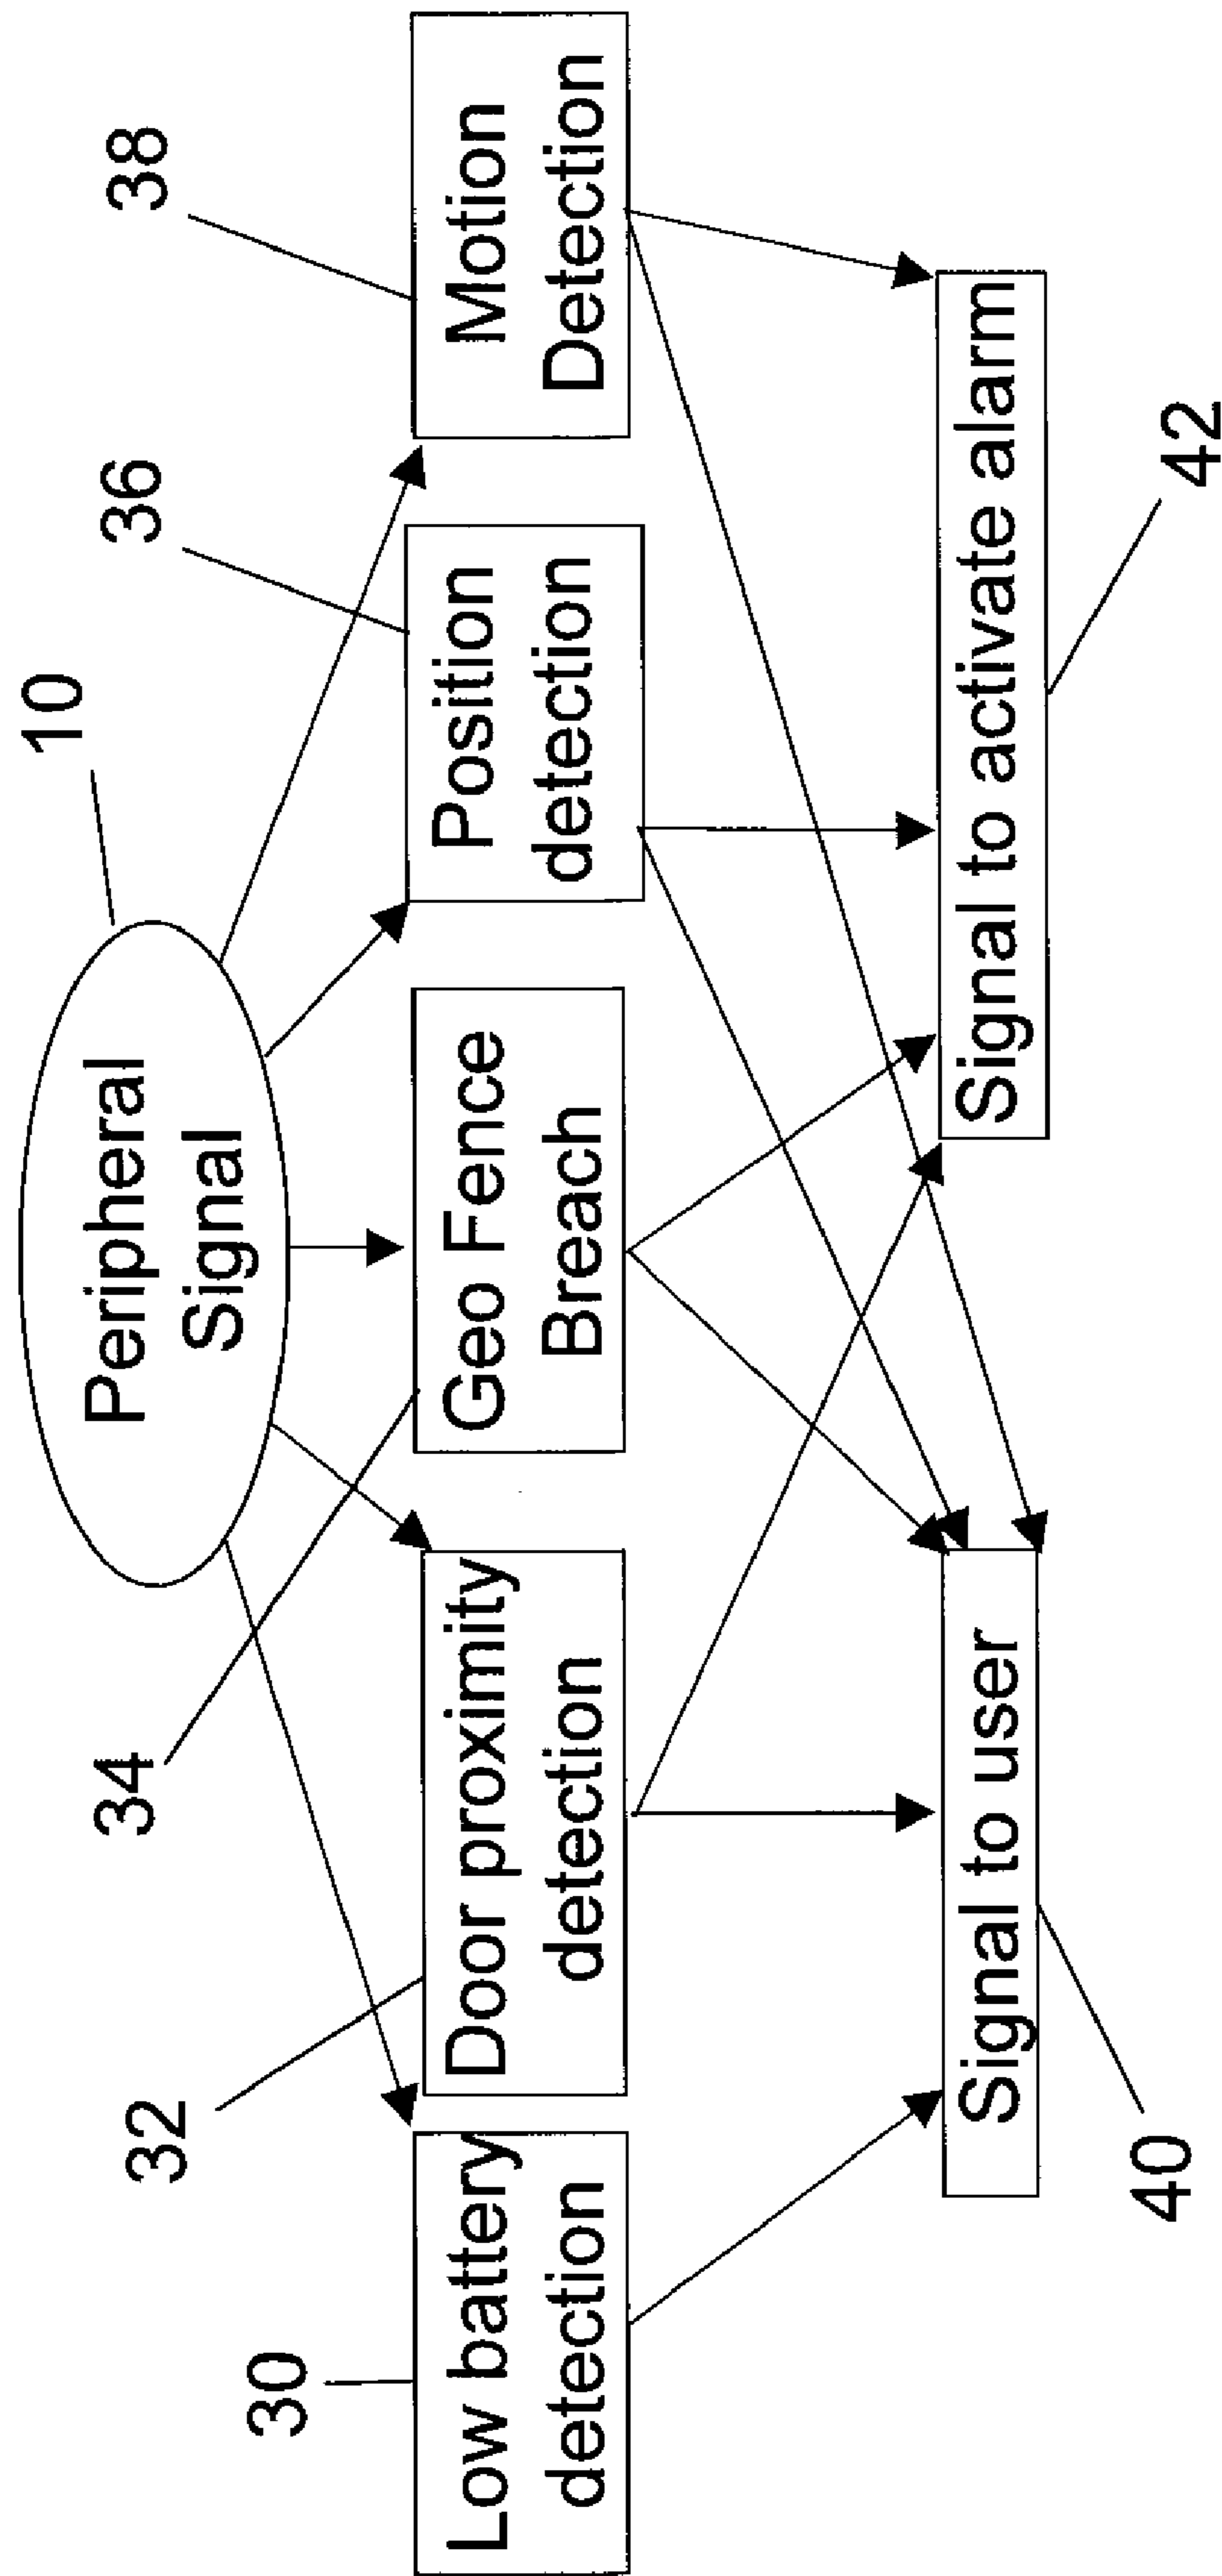 10
Peripheral
Signal
30
32
34
36
38
Low battery
detection
Door proximity
detection
Geo Fence
Breach
Position
detection
Motion
Detection
Signal to user
Signal to activate alarm
40
42